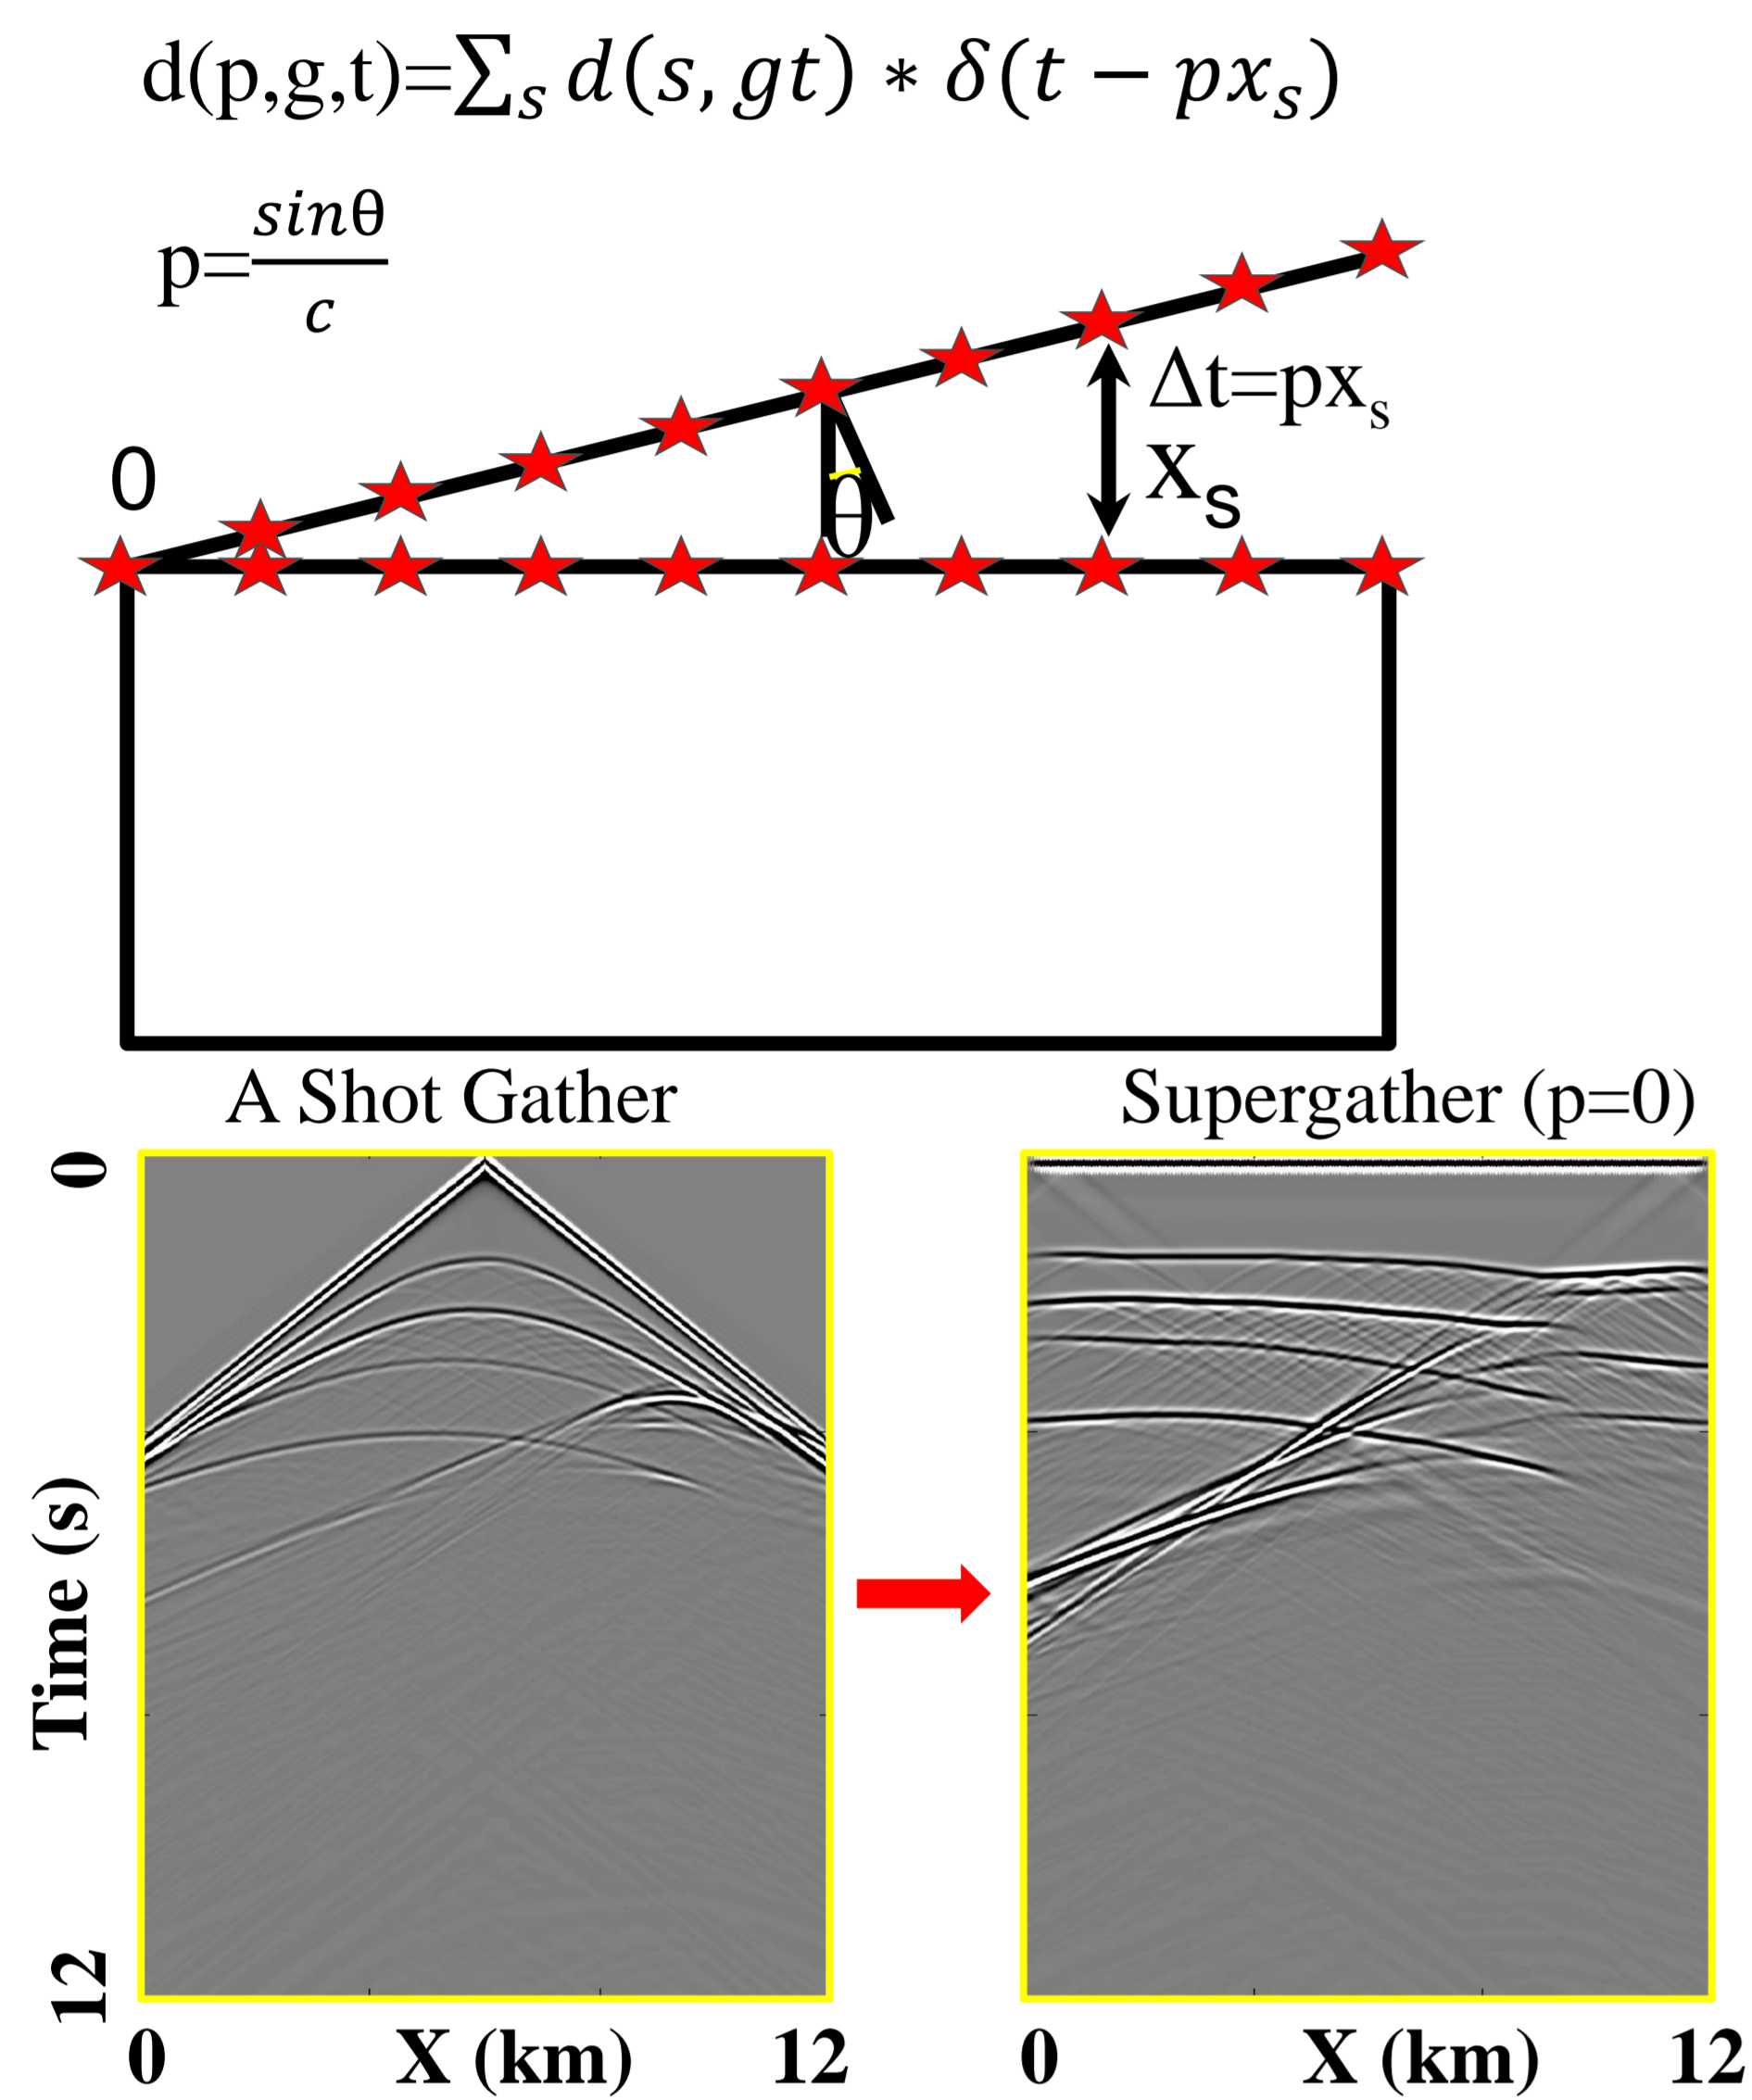 d(p,g,t)=∑ₛ d(s, gt) ∗ δ(t − pxₛ)
p=sinθ/c
Δt=pxₛ
0
xₛ
θ
A Shot Gather
Supergather (p=0)
0
Time (s)
12
0
X (km)
12
0
X (km)
12